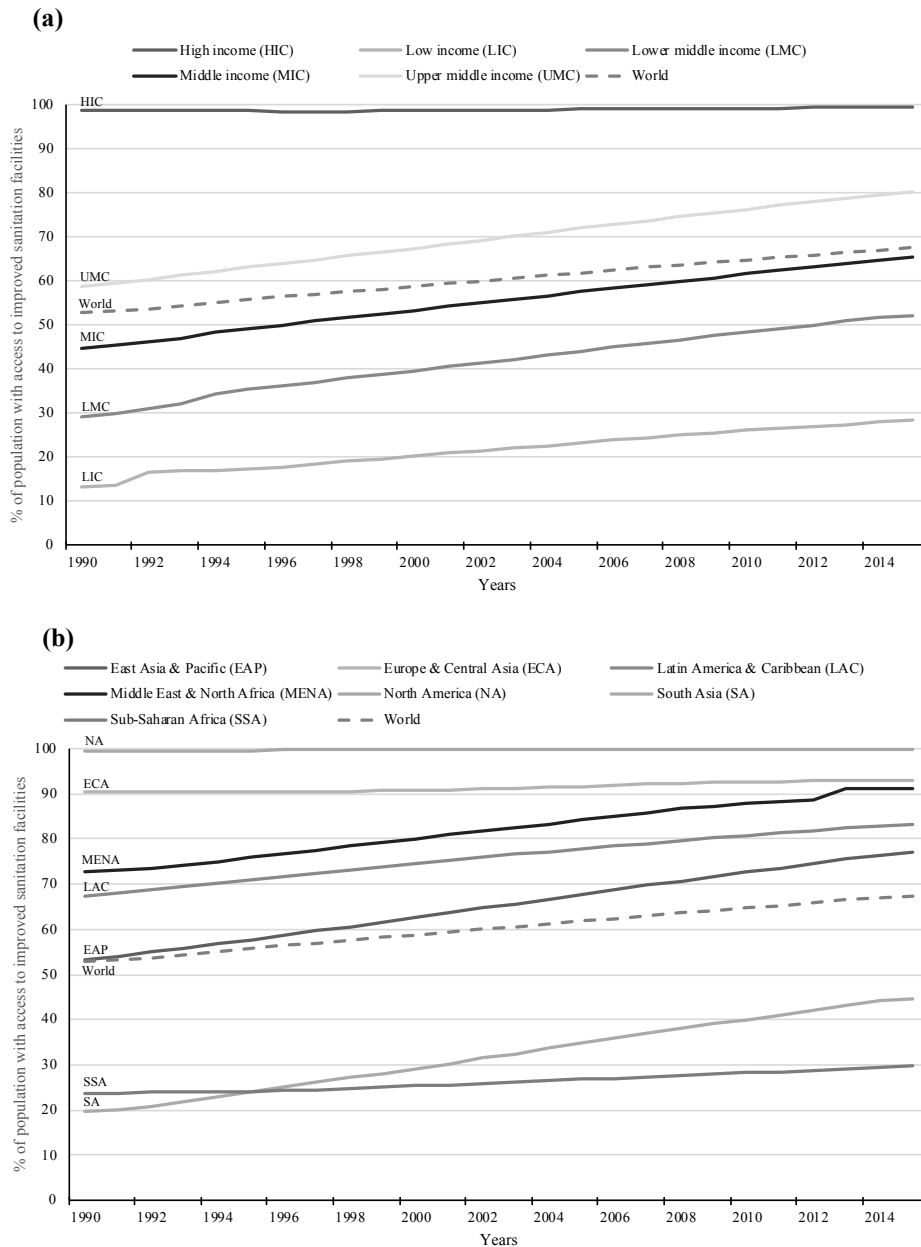 (a)
High income (HIC) Low income (LIC) Lower middle income (LMC)
Middle income (MIC) Upper middle income (UMC) World
% of population with access to improved sanitation facilities
100
90
80
70
60
50
40
30
20
10
0
HIC
UMC
World
MIC
LMC
LIC
1990 1992 1994 1996 1998 2000 2002 2004 2006 2008 2010 2012 2014
Years
(b)
East Asia & Pacific (EAP) Europe & Central Asia (ECA) Latin America & Caribbean (LAC)
Middle East & North Africa (MENA) North America (NA) South Asia (SA)
Sub-Saharan Africa (SSA) World
% of population with access to improved sanitation facilities
100
90
80
70
60
50
40
30
20
10
0
NA
ECA
MENA
LAC
EAP
World
SSA
SA
1990 1992 1994 1996 1998 2000 2002 2004 2006 2008 2010 2012 2014
Years